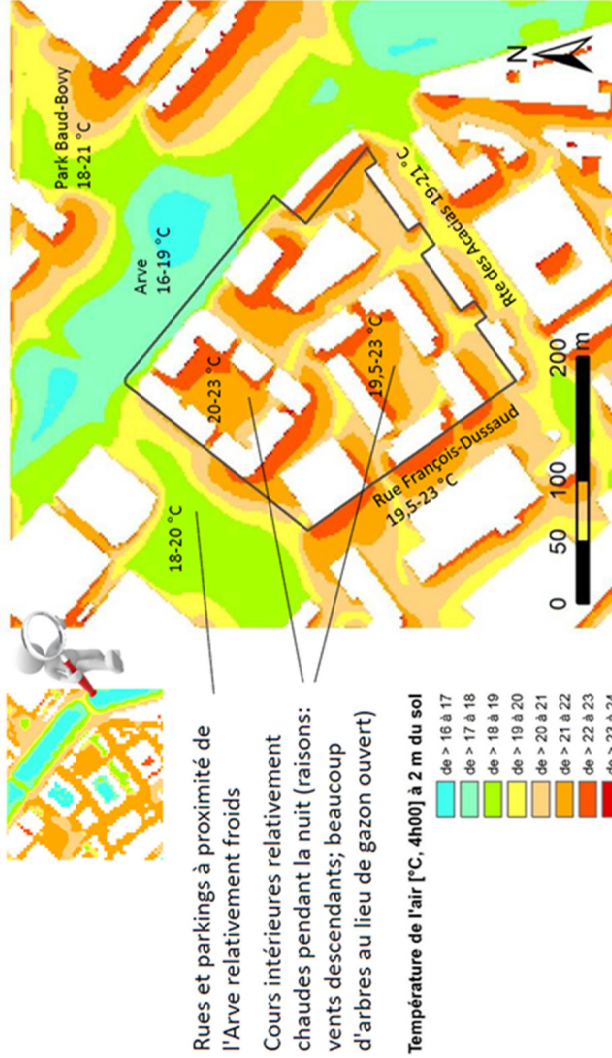 Rues et parkings à proximité de
l'Arve relativement froids
Cours intérieures relativement
chaudes pendant la nuit (raisons:
vents descendants; beaucoup
d'arbres au lieu de gazon ouvert)
Température de l'air [°C, 4h00] à 2 m du sol
de > 16 à 17
de > 17 à 18
de > 18 à 19
de > 19 à 20
de > 20 à 21
de > 21 à 22
de > 22 à 23
de > 23 à 24
Park Baud-Bovy
18-21 °C
Arve
16-19 °C
18-20 °C
20-23 °C
19,5-23 °C
Rue François-Dussaud
19,5-23 °C
Rte des Acacias 19-21 °C
N
0 50 100 200
m